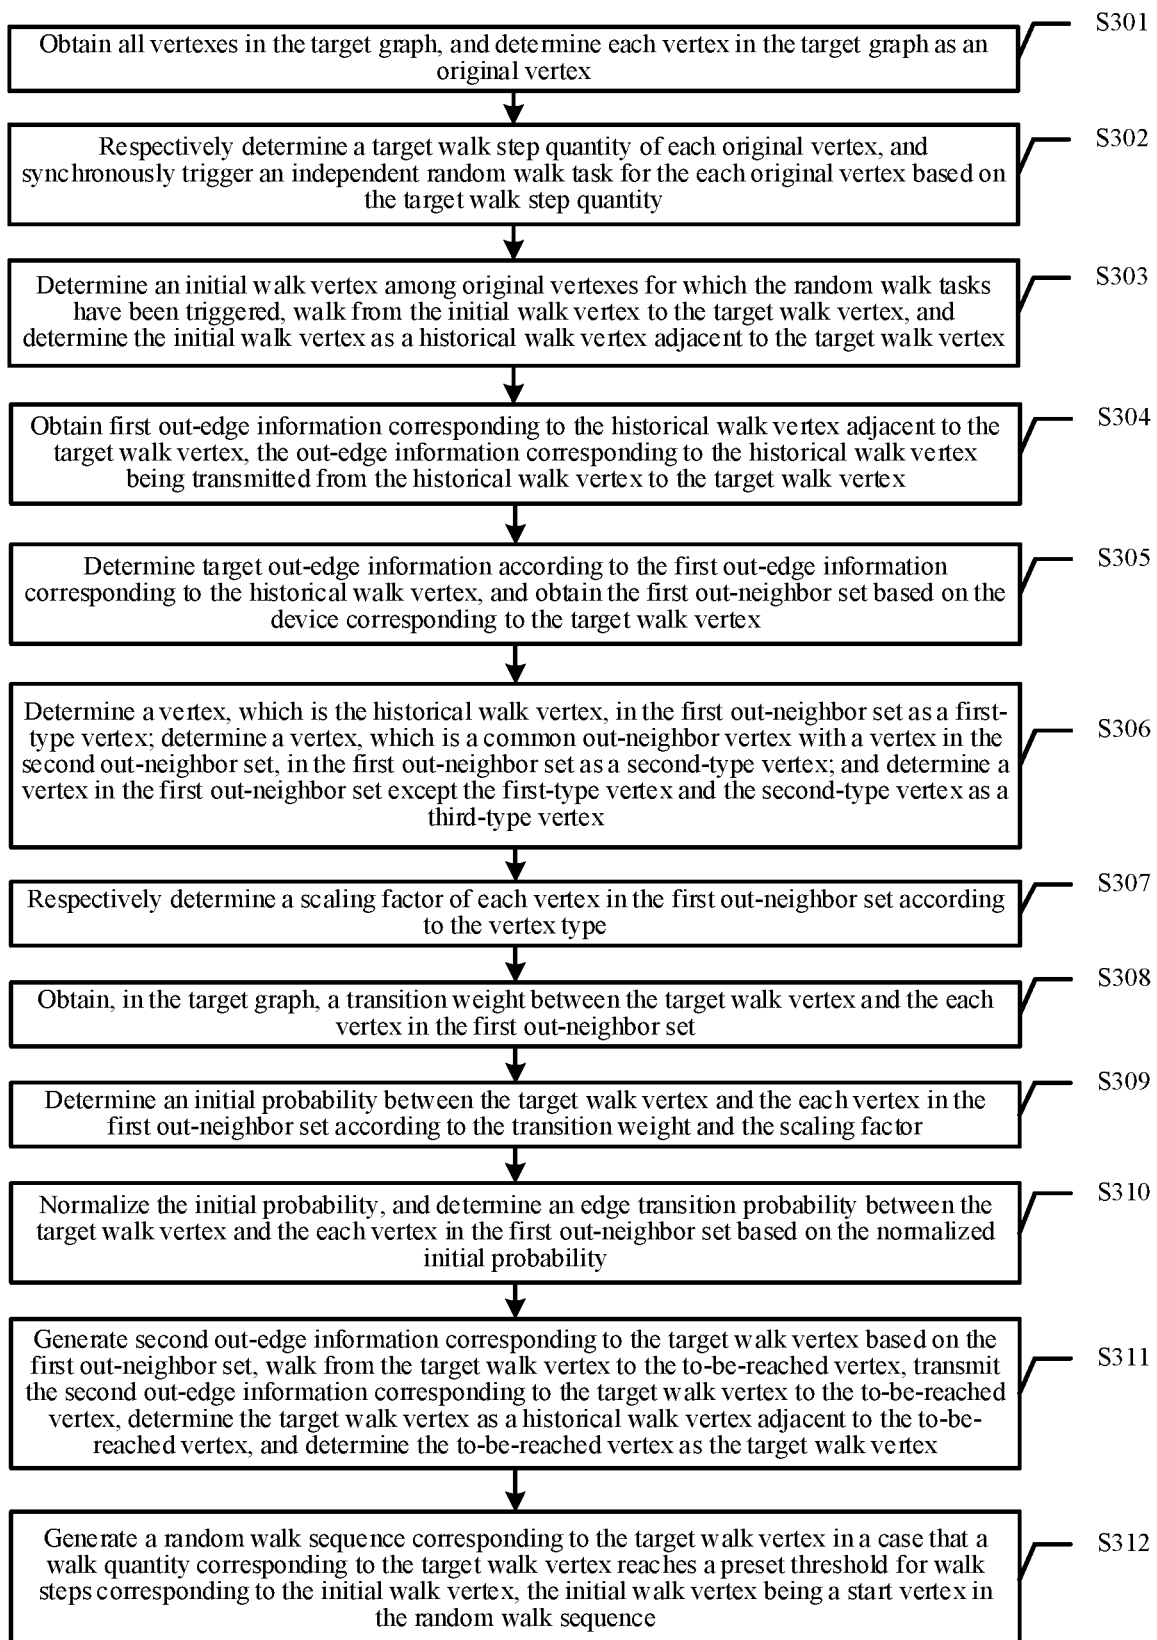 S301
Obtain all vertexes in the target graph, and determine each vertex in the target graph as an
original vertex
S302
Respectively determine a target walk step quantity of each original vertex, and
synchronously trigger an independent random walk task for the each original vertex based on
the target walk step quantity
S303
Determine an initial walk vertex among original vertexes for which the random walk tasks
have been triggered, walk from the initial walk vertex to the target walk vertex, and
determine the initial walk vertex as a historical walk vertex adjacent to the target walk vertex
S304
Obtain first out-edge information corresponding to the historical walk vertex adjacent to the
target walk vertex, the out-edge information corresponding to the historical walk vertex
being transmitted from the historical walk vertex to the target walk vertex
S305
Determine target out-edge information according to the first out-edge information
corresponding to the historical walk vertex, and obtain the first out-neighbor set based on the
device corresponding to the target walk vertex
S306
Determine a vertex, which is the historical walk vertex, in the first out-neighbor set as a first-
type vertex; determine a vertex, which is a common out-neighbor vertex with a vertex in the
second out-neighbor set, in the first out-neighbor set as a second-type vertex; and determine a
vertex in the first out-neighbor set except the first-type vertex and the second-type vertex as a
third-type vertex
S307
Respectively determine a scaling factor of each vertex in the first out-neighbor set according
to the vertex type
S308
Obtain, in the target graph, a transition weight between the target walk vertex and the each
vertex in the first out-neighbor set
S309
Determine an initial probability between the target walk vertex and the each vertex in the
first out-neighbor set according to the transition weight and the scaling factor
S310
Normalize the initial probability, and determine an edge transition probability between the
target walk vertex and the each vertex in the first out-neighbor set based on the normalized
initial probability
S311
Generate second out-edge information corresponding to the target walk vertex based on the
first out-neighbor set, walk from the target walk vertex to the to-be-reached vertex, transmit
the second out-edge information corresponding to the target walk vertex to the to-be-reached
vertex, determine the target walk vertex as a historical walk vertex adjacent to the to-be-
reached vertex, and determine the to-be-reached vertex as the target walk vertex
S312
Generate a random walk sequence corresponding to the target walk vertex in a case that a
walk quantity corresponding to the target walk vertex reaches a preset threshold for walk
steps corresponding to the initial walk vertex, the initial walk vertex being a start vertex in
the random walk sequence